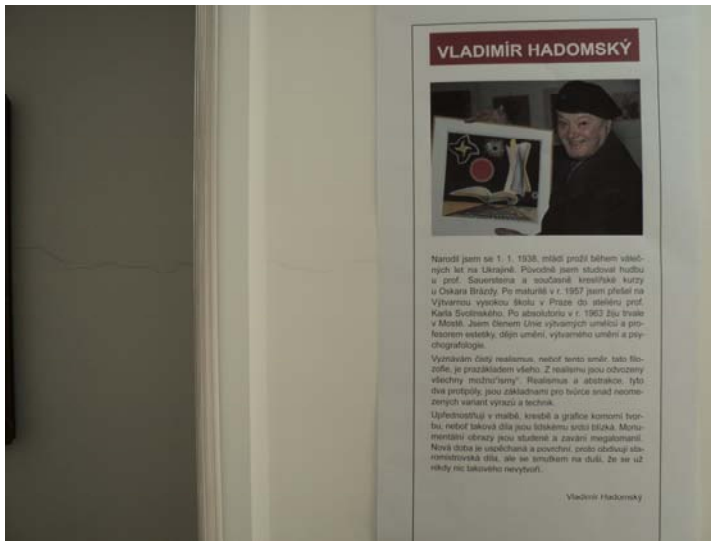 VLADIMÍR HADOMSKÝ
Narodil jsem se 1. 1. 1938, mládí prožil během váleč-
ných let na Ukrajině. Původně jsem studoval hudbu
u prof. Sauersteina a současně kreslířské kurzy
u Oskara Brázdy. Po maturitě v r. 1957 jsem přešel na
Výtvarnou vysokou školu v Praze do ateliéru prof.
Karla Svolinského. Po absolutoriu v r. 1963 žiju trvale
v Mostě. Jsem členem Unie výtvarných umělců a pro-
fesorem estetiky, dějin umění, výtvarného umění a psy-
chografologie.
Vyznávám čistý realismus, neboť tento směr, tato filo-
zofie, je prazákladem všeho. Z realismu jsou odvozeny
všechny možno"ismy". Realismus a abstrakce, tyto
dva protipóly, jsou základnami pro tvůrce snad neome-
zených variant výrazů a technik.
Upřednostňuji v malbě, kresbě a grafice komorní tvor-
bu, neboť taková díla jsou lidskému srdci blízká. Monu-
mentální obrazy jsou studené a zavání megalomanií.
Nová doba je uspěchaná a povrchní, proto obdivuji sta-
romistrovská díla, ale se smutkem na duši, že se už
nikdy nic takového nevytvoří.
Vladimír Hadomský